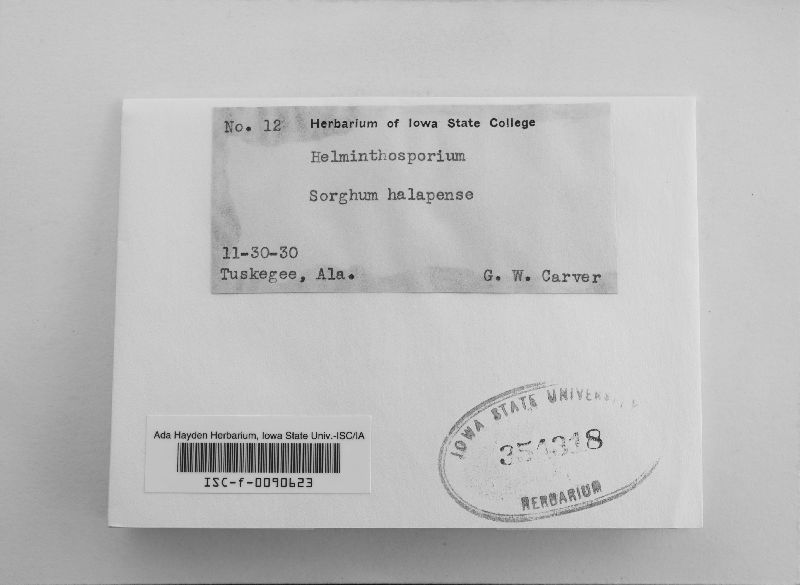 No. 12 Herbarium of Iowa State College
Helminthosporium
Sorghum halapense
11-30-30
Tuskegee, Ala. G. W. Carver
Ada Hayden Herbarium, Iowa State Univ.-ISC/IA
ISC-f-0090623
IOWA STATE UNIVERSITY
354318
HERBARIUM